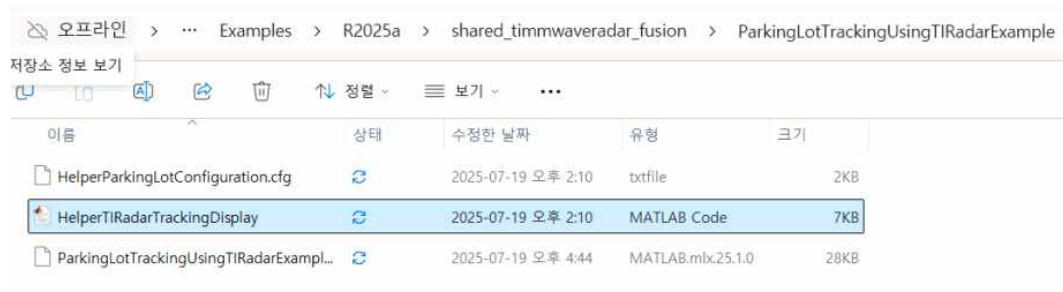 오프라인 > ... Examples > R2025a > shared_timmwaveradar_fusion > ParkingLotTrackingUsingTIRadarExample
저장소 정보 보기
정렬 보기 ...
이름 상태 수정한 날짜 유형 크기
HelperParkingLotConfiguration.cfg 2025-07-19 오후 2:10 txtfile 2KB
HelperTIRadarTrackingDisplay 2025-07-19 오후 2:10 MATLAB Code 7KB
ParkingLotTrackingUsingTIRadarExampl... 2025-07-19 오후 4:44 MATLAB.mlx.25.1.0 28KB